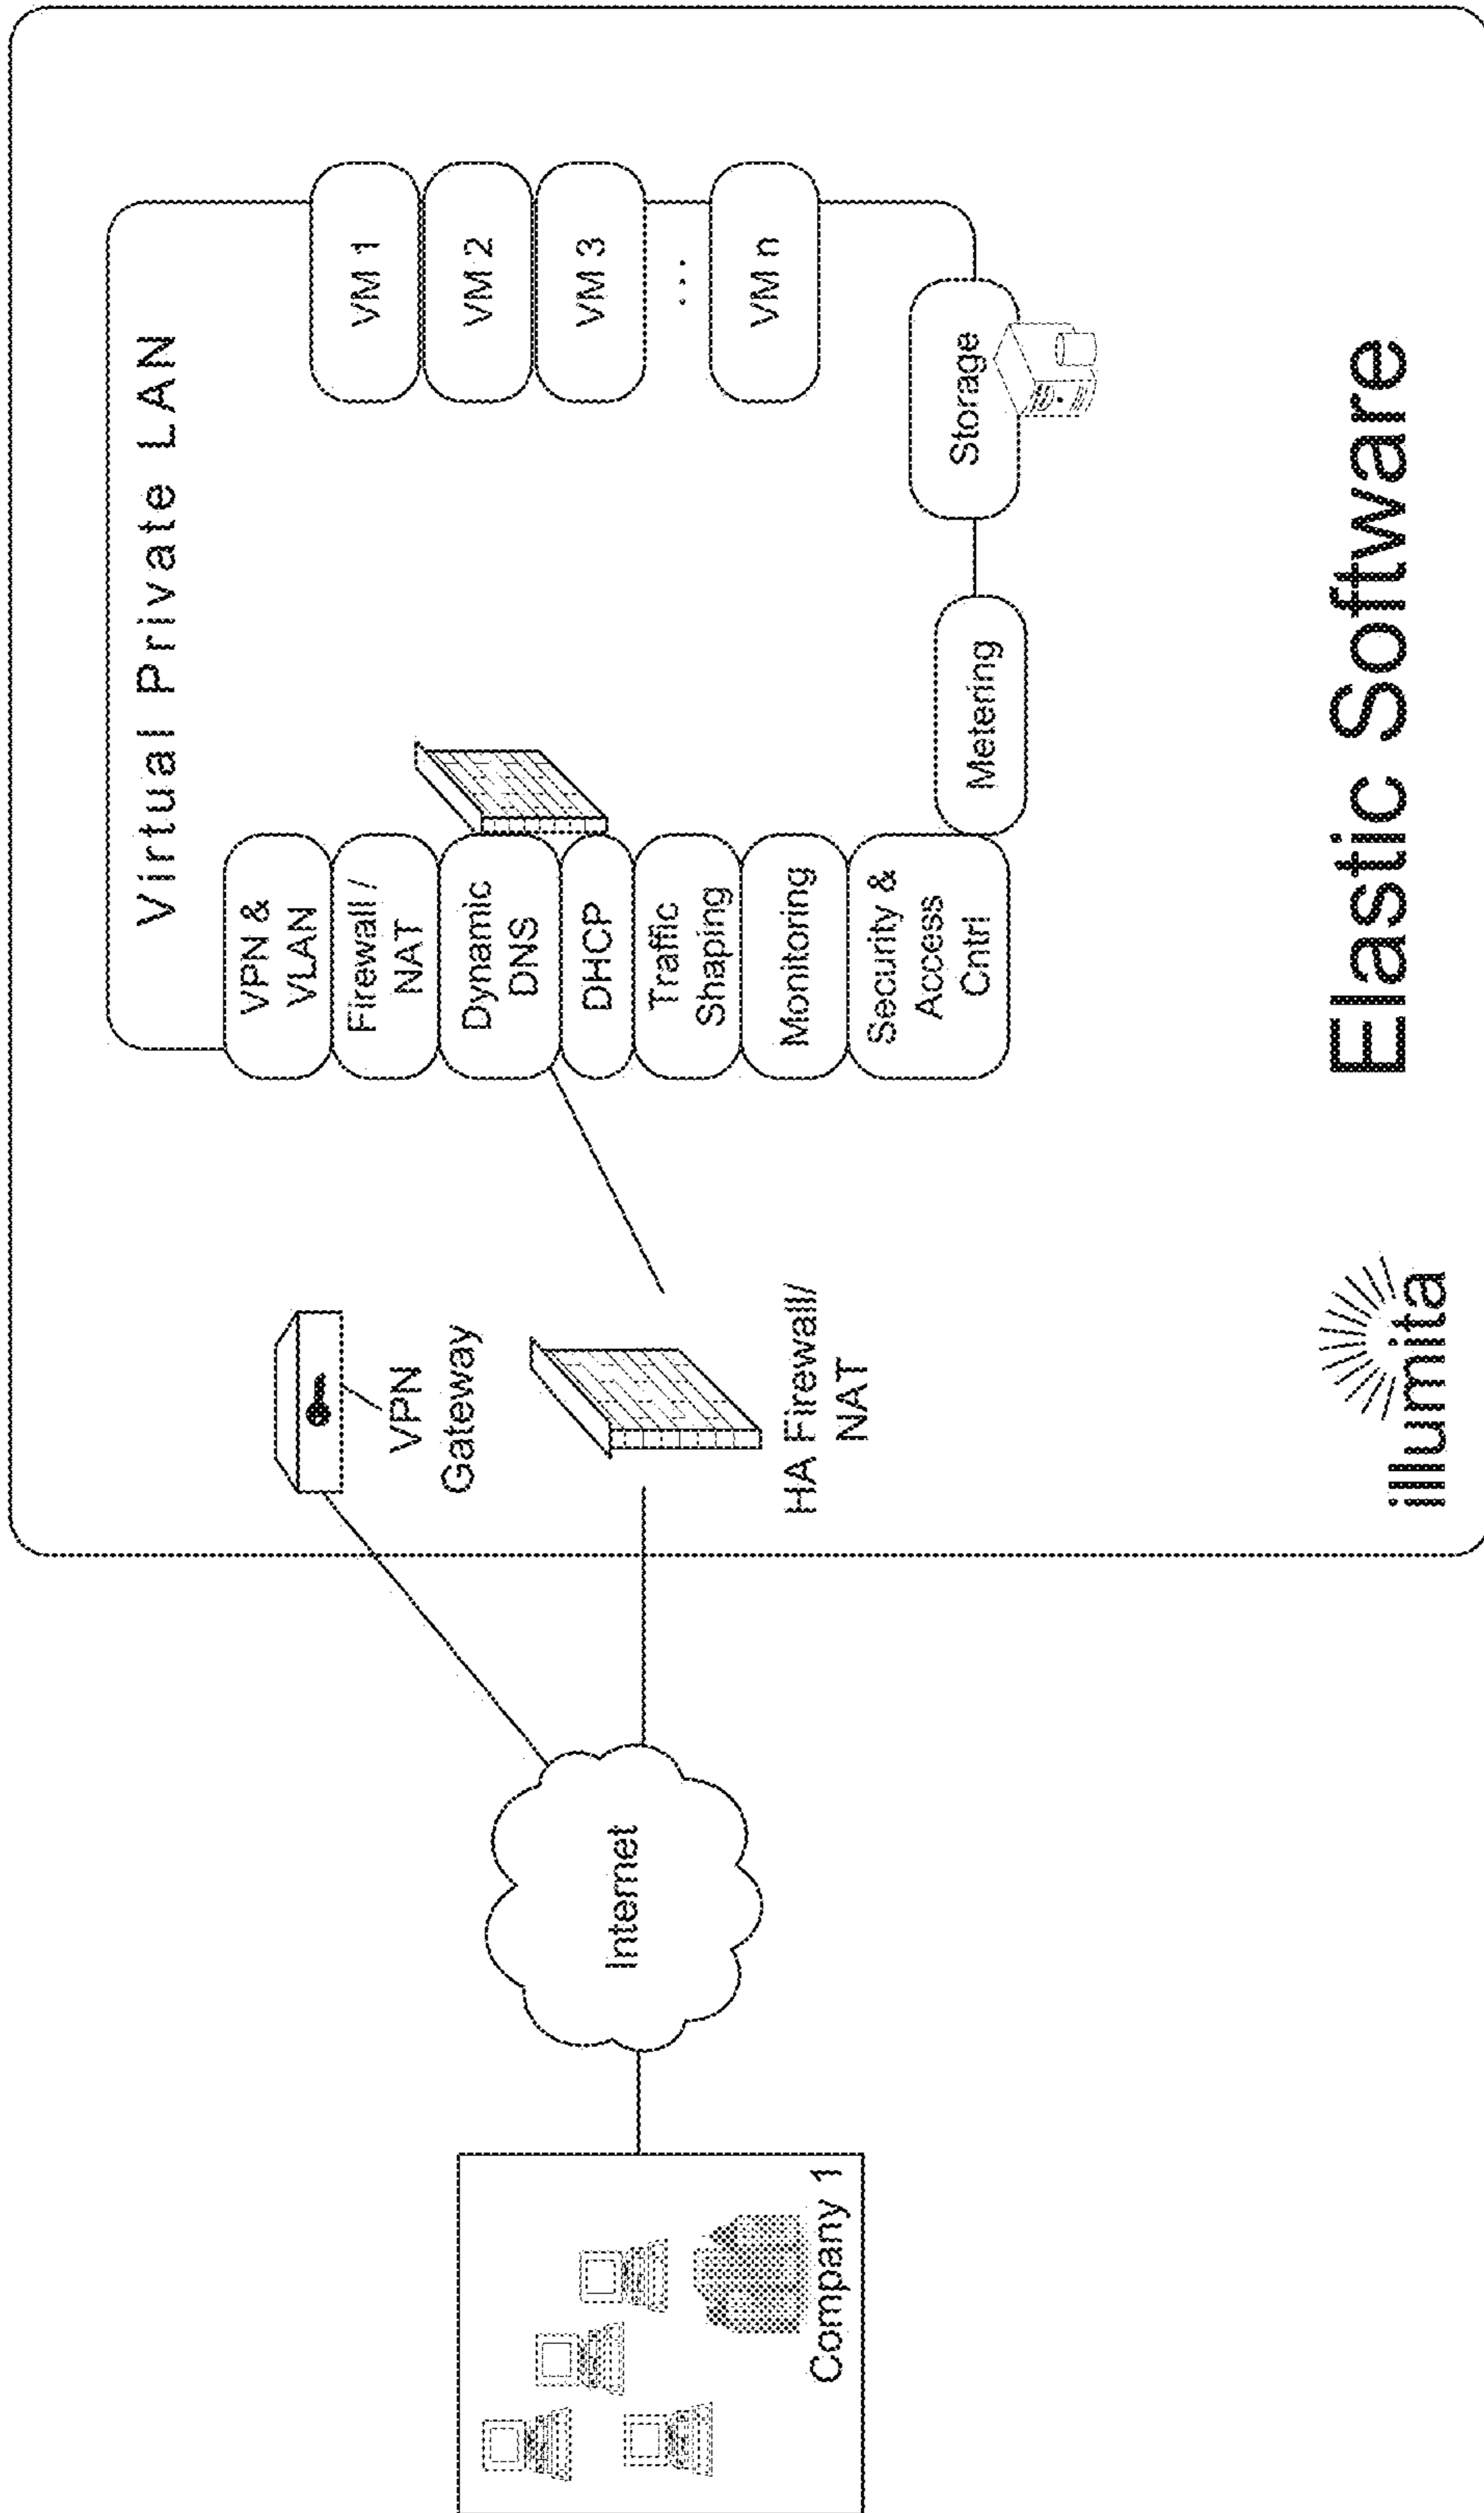 Virtual Private LAN
VPN &
VLAN
Firewall /
NAT
Dynamic
DNS
DHCP
Traffic
Shaping
Monitoring
Security &
Access
Cntrl
VM 1
VM 2
VM 3
...
VM n
Storage
Metering
VPN
Gateway
HA Firewall/
NAT
Internet
Company 1
illumita
Elastic Software